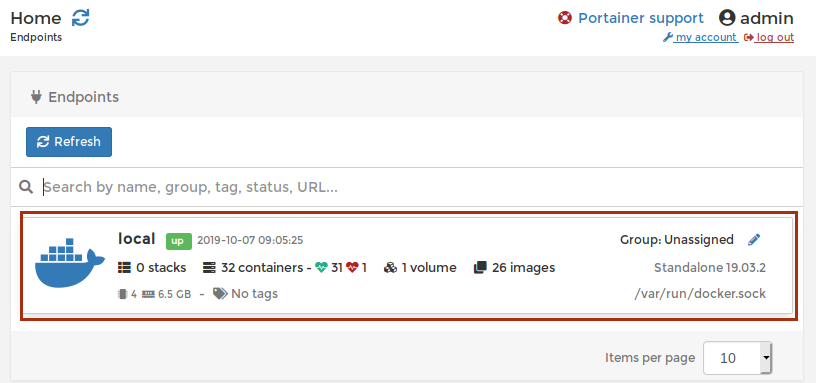 Home
Portainer support admin
Endpoints
my account log out
Endpoints
Refresh
Search by name, group, tag, status, URL...
local up 2019-10-07 09:05:25 Group: Unassigned
0 stacks 32 containers - 31 1 1 volume 26 images Standalone 19.03.2
4 6.5 GB - No tags /var/run/docker.sock
Items per page 10